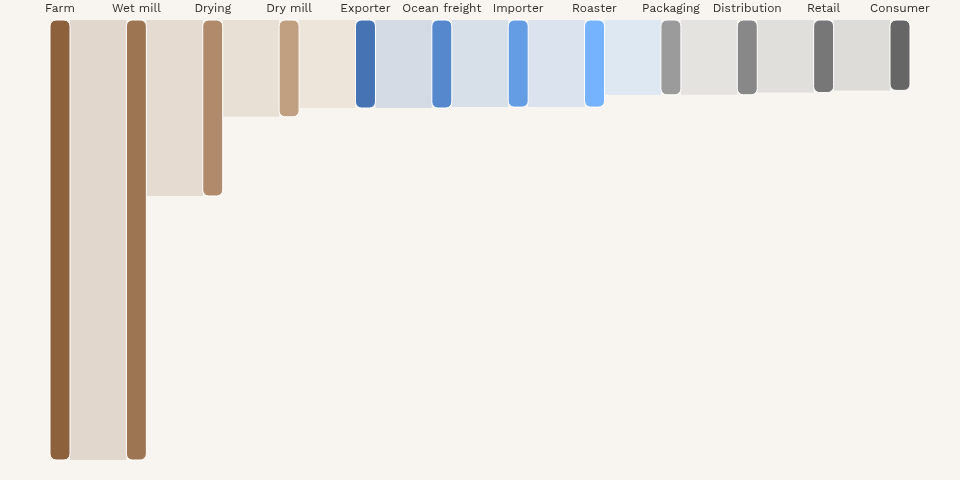 Farm Wet mill Drying Dry mill Exporter Ocean freight Importer Roaster Packaging Distribution Retail Consumer